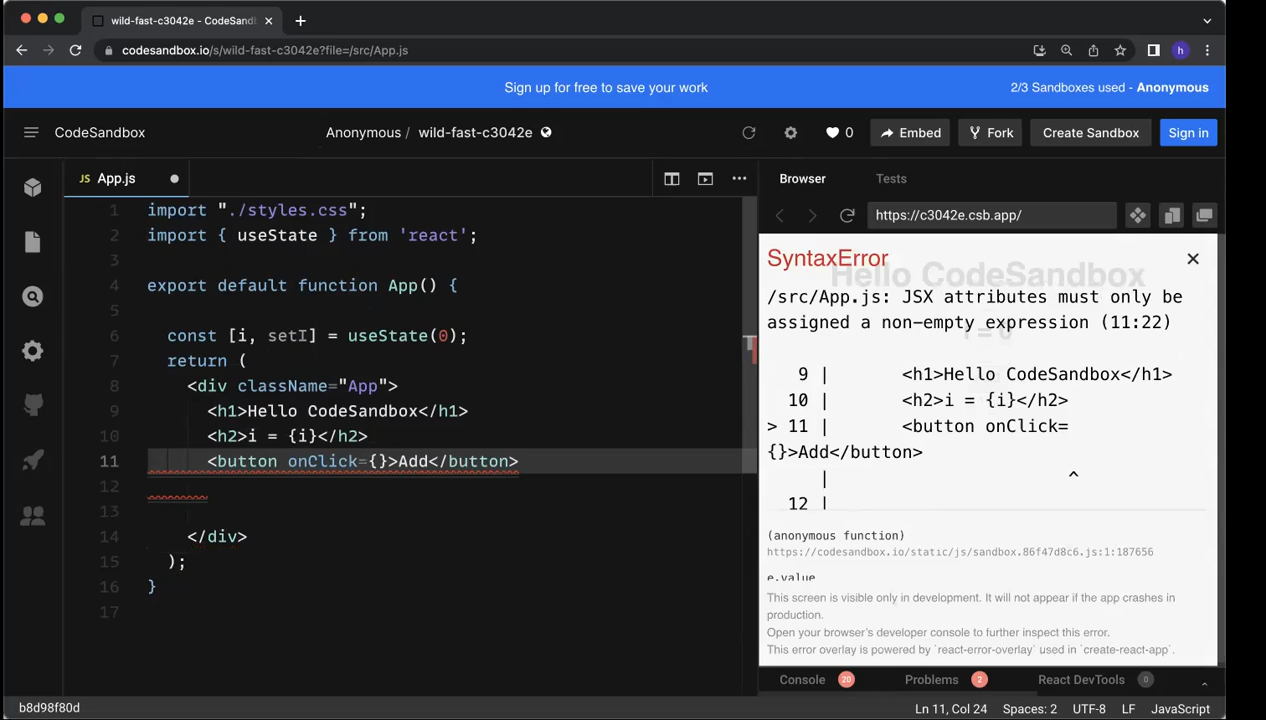 wild-fast-c3042e - CodeSandb
codesandbox.io/s/wild-fast-c3042e?file=/src/App.js
h
Sign up for free to save your work
2/3 Sandboxes used - Anonymous
CodeSandbox
Anonymous / wild-fast-c3042e
0
Embed
Fork
Create Sandbox
Sign in
JS App.js
1 import "./styles.css";
2 import { useState } from 'react';
3
4 export default function App() {
5
6 const [i, setI] = useState(0);
7 return (
8 <div className="App">
9 <h1>Hello CodeSandbox</h1>
10 <h2>i = {i}</h2>
11 <button onClick={}>Add</button>
12
13
14 </div>
15 );
16 }
17
Browser
Tests
https://c3042e.csb.app/
Hello CodeSandbox
i = 0
SyntaxError
/src/App.js: JSX attributes must only be
assigned a non-empty expression (11:22)
9 | <h1>Hello CodeSandbox</h1>
10 | <h2>i = {i}</h2>
> 11 | <button onClick=
{}>Add</button>
| ^
12 |
(anonymous function)
https://codesandbox.io/static/js/sandbox.86f47d8c6.js:1:187656
e.value
This screen is visible only in development. It will not appear if the app crashes in
production.
Open your browser’s developer console to further inspect this error.
This error overlay is powered by `react-error-overlay` used in `create-react-app`.
Console 20
Problems 2
React DevTools 0
b8d98f80d
Ln 11, Col 24
Spaces: 2
UTF-8
LF
JavaScript